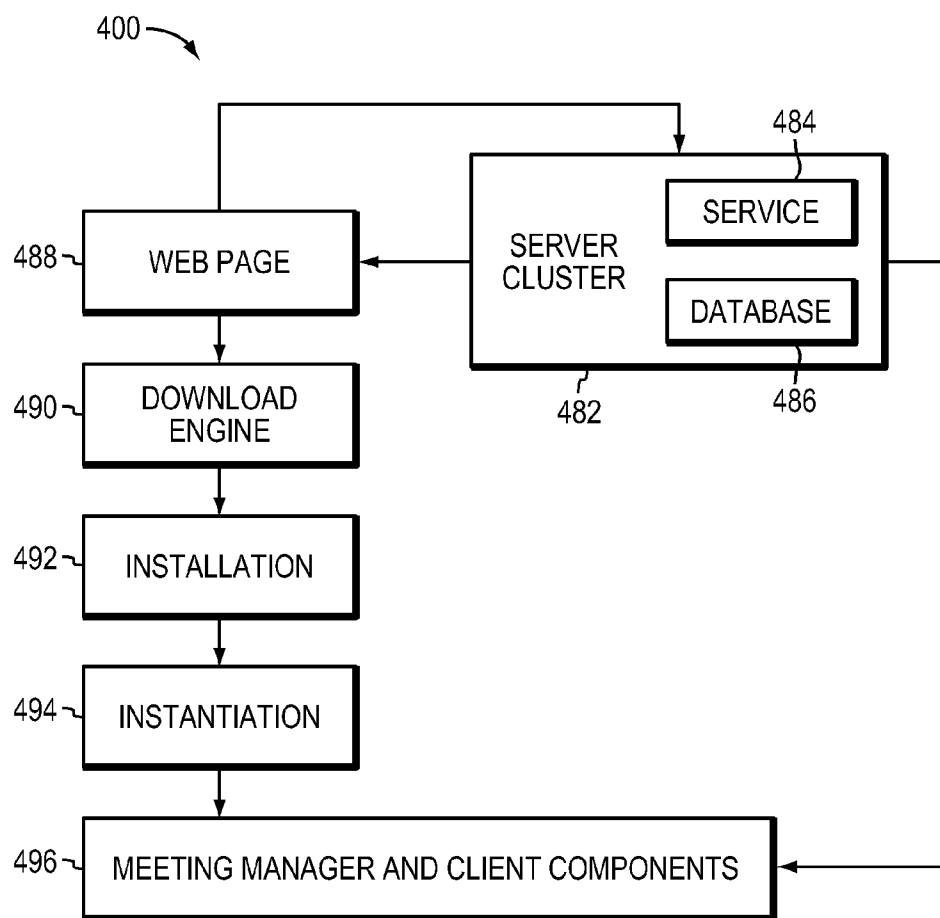 400
484
SERVICE
SERVER
CLUSTER
488
WEB PAGE
DATABASE
490
DOWNLOAD
ENGINE
482
486
492
INSTALLATION
494
INSTANTIATION
496
MEETING MANAGER AND CLIENT COMPONENTS